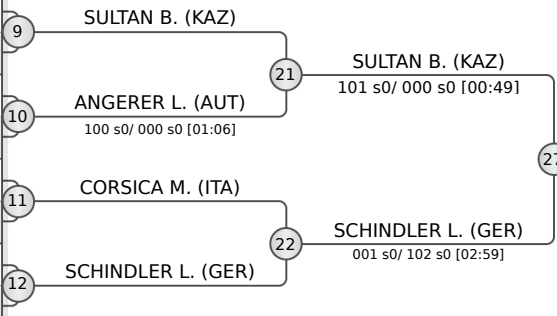 SULTAN B. (KAZ)
9
21
SULTAN B. (KAZ)
101 s0/ 000 s0 [00:49]
ANGERER L. (AUT)
10
100 s0/ 000 s0 [01:06]
27
CORSICA M. (ITA)
11
22
SCHINDLER L. (GER)
001 s0/ 102 s0 [02:59]
SCHINDLER L. (GER)
12